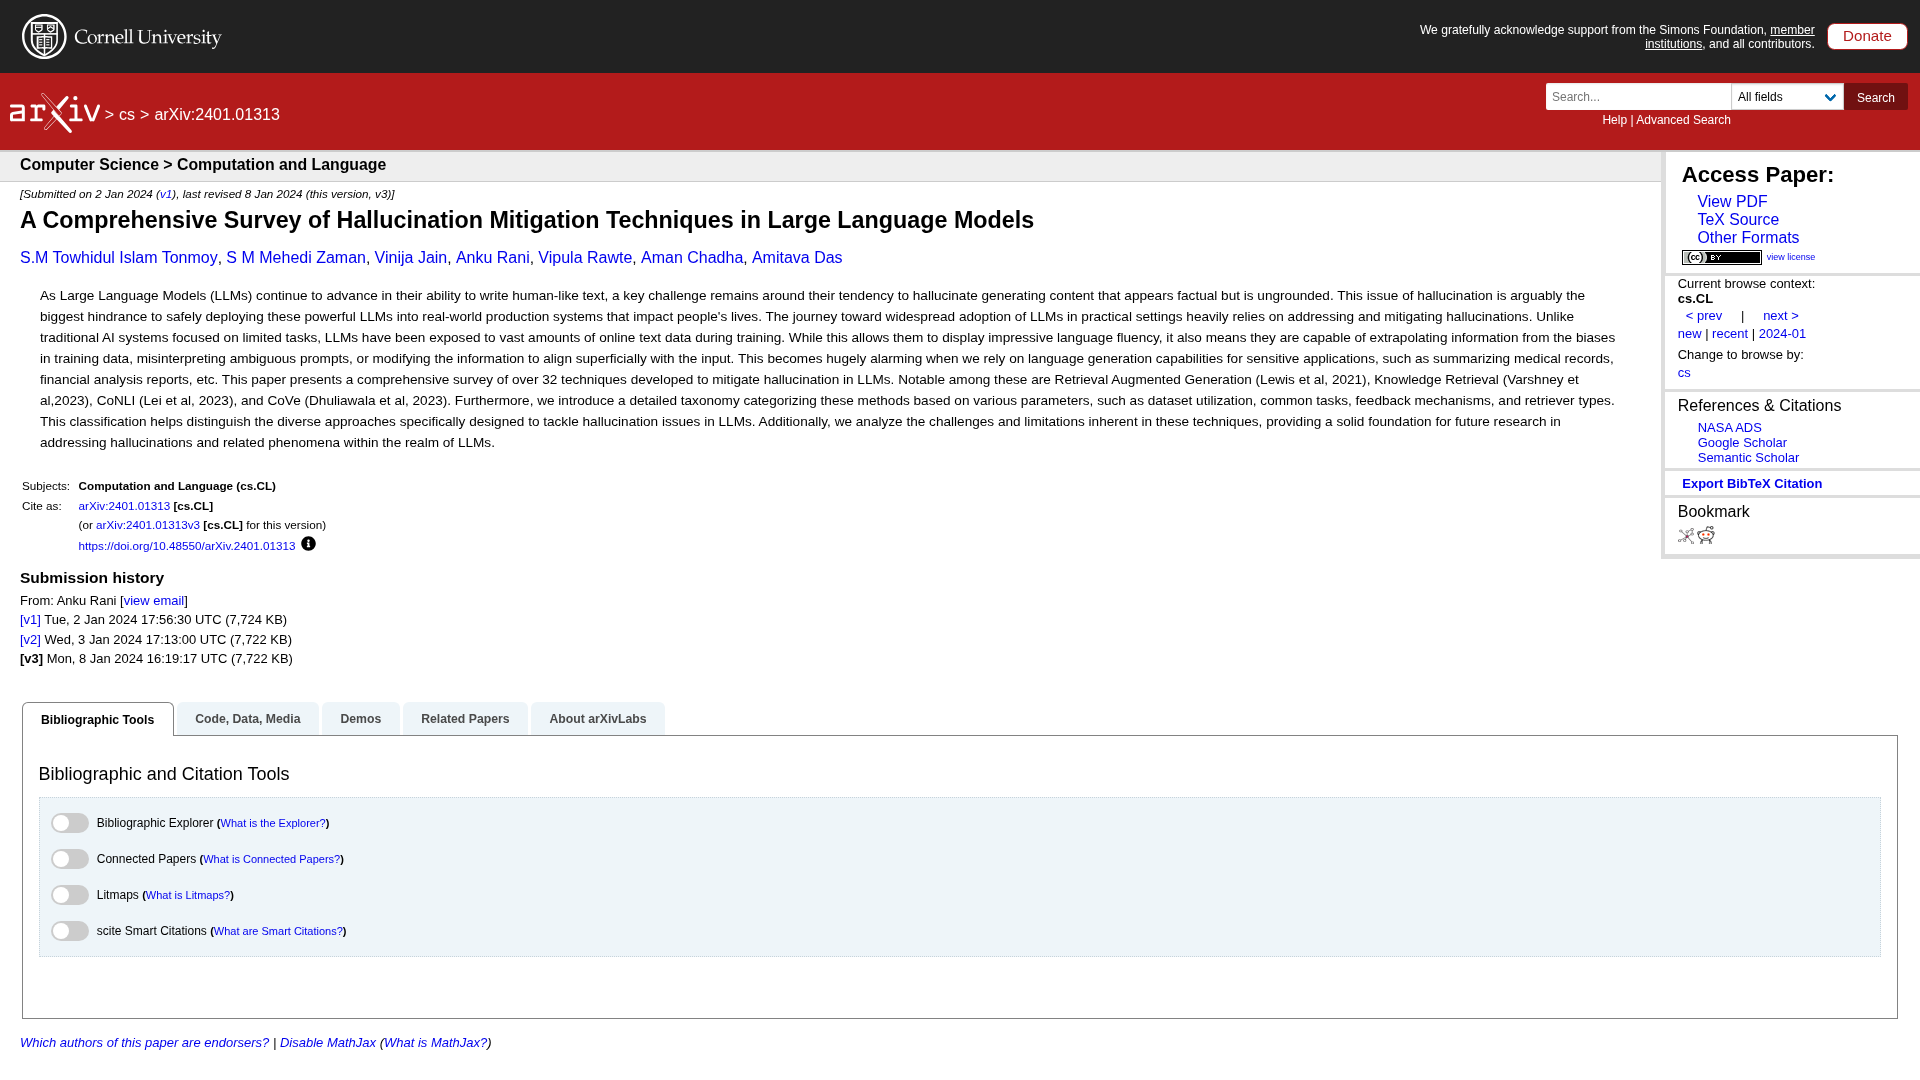 Cornell University
We gratefully acknowledge support from the Simons Foundation, member
institutions, and all contributors.
Donate
arXiv > cs > arXiv:2401.01313
Search...
All fields
Search
Help | Advanced Search
Computer Science > Computation and Language
[Submitted on 2 Jan 2024 (v1), last revised 8 Jan 2024 (this version, v3)]
A Comprehensive Survey of Hallucination Mitigation Techniques in Large Language Models
S.M Towhidul Islam Tonmoy, S M Mehedi Zaman, Vinija Jain, Anku Rani, Vipula Rawte, Aman Chadha, Amitava Das
As Large Language Models (LLMs) continue to advance in their ability to write human-like text, a key challenge remains around their tendency to hallucinate generating content that appears factual but is ungrounded. This issue of hallucination is arguably the
biggest hindrance to safely deploying these powerful LLMs into real-world production systems that impact people's lives. The journey toward widespread adoption of LLMs in practical settings heavily relies on addressing and mitigating hallucinations. Unlike
traditional AI systems focused on limited tasks, LLMs have been exposed to vast amounts of online text data during training. While this allows them to display impressive language fluency, it also means they are capable of extrapolating information from the biases
in training data, misinterpreting ambiguous prompts, or modifying the information to align superficially with the input. This becomes hugely alarming when we rely on language generation capabilities for sensitive applications, such as summarizing medical records,
financial analysis reports, etc. This paper presents a comprehensive survey of over 32 techniques developed to mitigate hallucination in LLMs. Notable among these are Retrieval Augmented Generation (Lewis et al, 2021), Knowledge Retrieval (Varshney et
al,2023), CoNLI (Lei et al, 2023), and CoVe (Dhuliawala et al, 2023). Furthermore, we introduce a detailed taxonomy categorizing these methods based on various parameters, such as dataset utilization, common tasks, feedback mechanisms, and retriever types.
This classification helps distinguish the diverse approaches specifically designed to tackle hallucination issues in LLMs. Additionally, we analyze the challenges and limitations inherent in these techniques, providing a solid foundation for future research in
addressing hallucinations and related phenomena within the realm of LLMs.
Subjects: Computation and Language (cs.CL)
Cite as: arXiv:2401.01313 [cs.CL]
(or arXiv:2401.01313v3 [cs.CL] for this version)
https://doi.org/10.48550/arXiv.2401.01313
Submission history
From: Anku Rani [view email]
[v1] Tue, 2 Jan 2024 17:56:30 UTC (7,724 KB)
[v2] Wed, 3 Jan 2024 17:13:00 UTC (7,722 KB)
[v3] Mon, 8 Jan 2024 16:19:17 UTC (7,722 KB)
Access Paper:
View PDF
TeX Source
Other Formats
(cc) BY view license
Current browse context:
cs.CL
< prev | next >
new | recent | 2024-01
Change to browse by:
cs
References & Citations
NASA ADS
Google Scholar
Semantic Scholar
Export BibTeX Citation
Bookmark
Bibliographic Tools
Code, Data, Media
Demos
Related Papers
About arXivLabs
Bibliographic and Citation Tools
Bibliographic Explorer (What is the Explorer?)
Connected Papers (What is Connected Papers?)
Litmaps (What is Litmaps?)
scite Smart Citations (What are Smart Citations?)
Which authors of this paper are endorsers? | Disable MathJax (What is MathJax?)